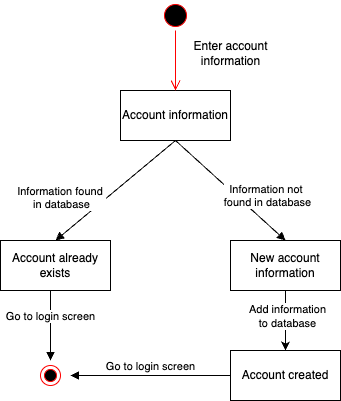 Enter account
information
Account information
Information found
in database
Information not
found in database
Account already
exists
New account
information
Go to login screen
Add information
to database
Go to login screen
Account created